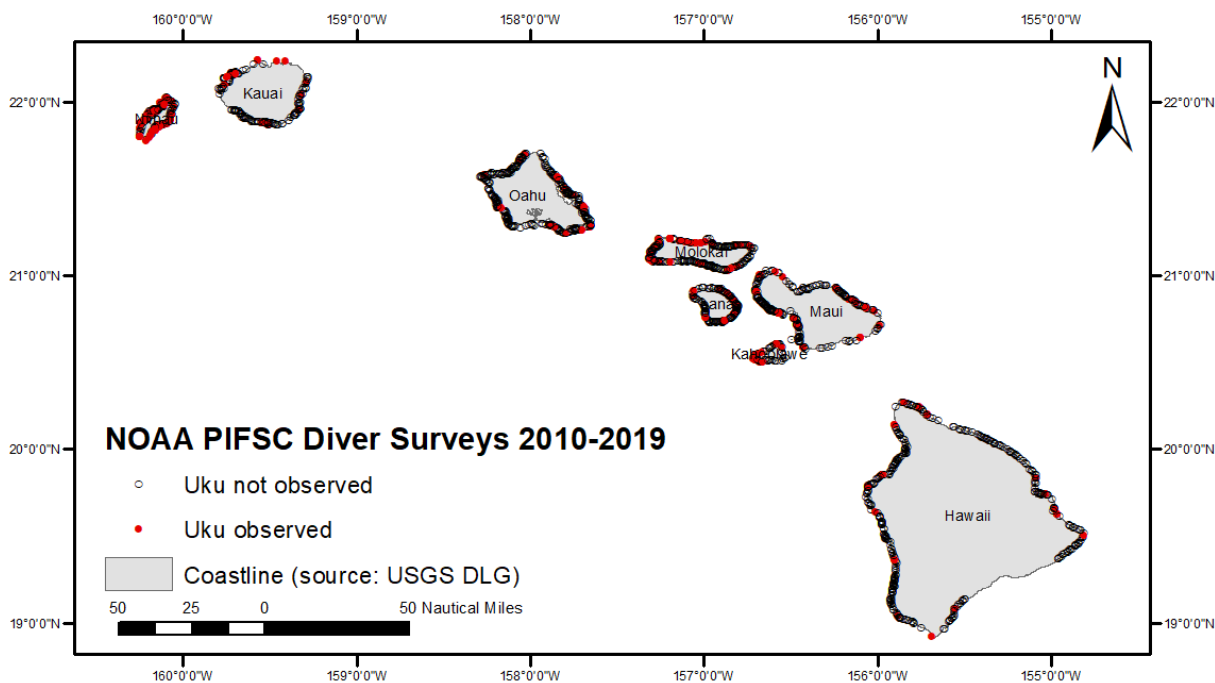 160°0'0"W 159°0'0"W 158°0'0"W 157°0'0"W 156°0'0"W 155°0'0"W
N
Kauai
22°0'0"N 22°0'0"N
Niihau
Oahu
Molokai
21°0'0"N 21°0'0"N
Maui
Kahoolawe
20°0'0"N 20°0'0"N
NOAA PIFSC Diver Surveys 2010-2019
Uku not observed
Uku observed
Hawaii
Coastline (source: USGS DLG)
50 25 0 50 Nautical Miles
19°0'0"N 19°0'0"N
160°0'0"W 159°0'0"W 158°0'0"W 157°0'0"W 156°0'0"W 155°0'0"W